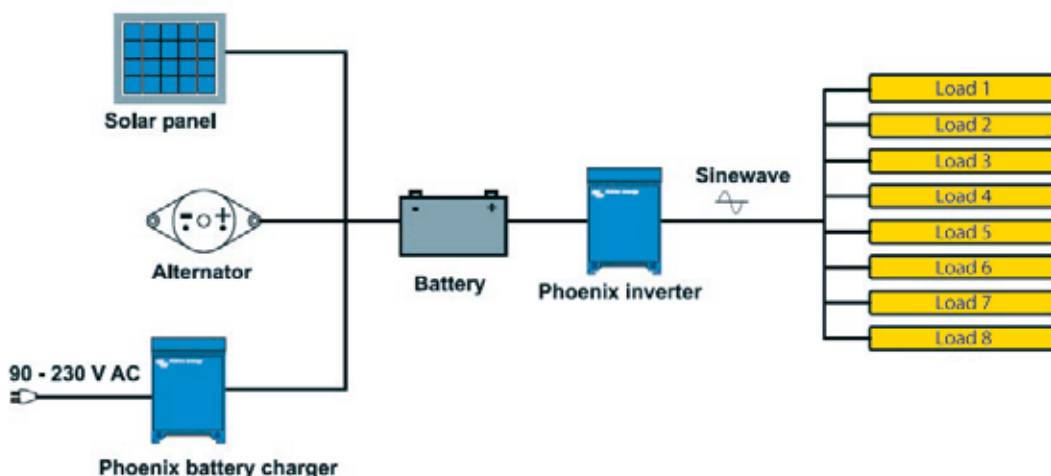 Solar panel
Alternator
90 - 230 V AC
Phoenix battery charger
- +
- +
Battery
Phoenix inverter
Sinewave
Load 1
Load 2
Load 3
Load 4
Load 5
Load 6
Load 7
Load 8